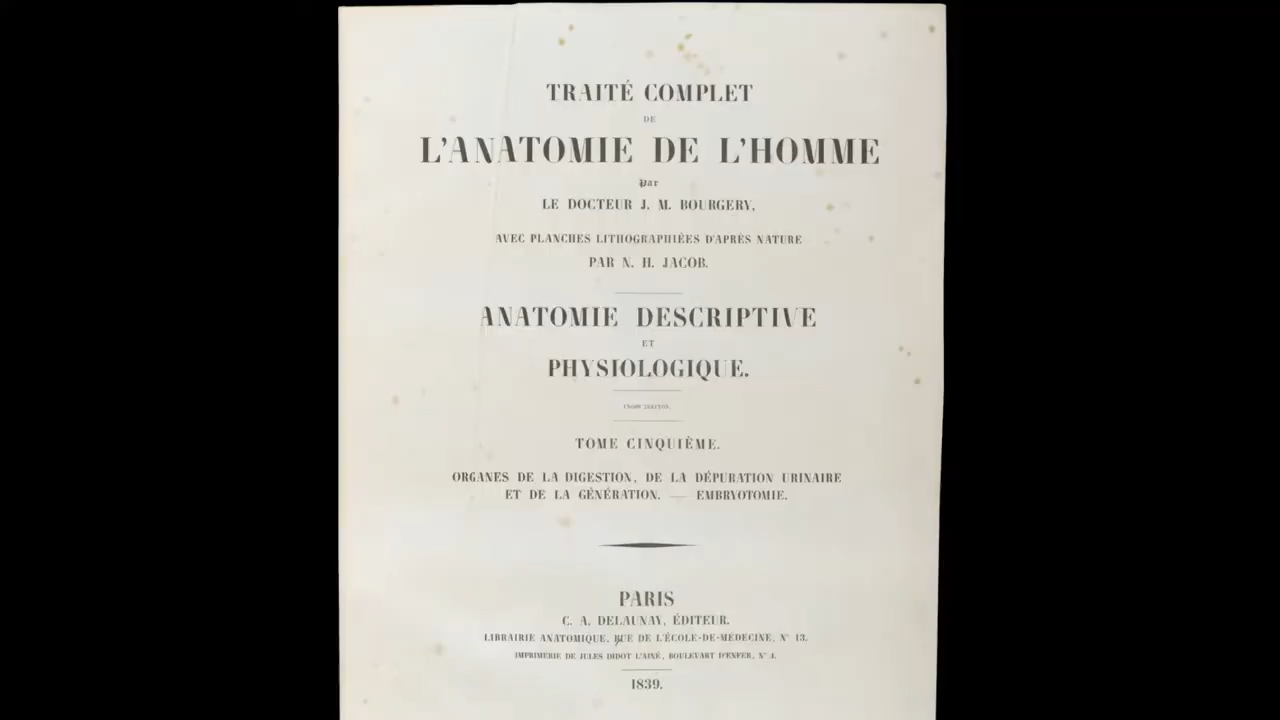 TRAITÉ COMPLET
DE
L'ANATOMIE DE L'HOMME
Par
LE DOCTEUR J. M. BOURGERY,
AVEC PLANCHES LITHOGRAPHIÉES D'APRÈS NATURE
PAR N. H. JACOB.
ANATOMIE DESCRIPTIVE
ET
PHYSIOLOGIQUE.
TOME CINQUIÈME.
ORGANES DE LA DIGESTION, DE LA DÉPURATION URINAIRE
ET DE LA GÉNÉRATION. — EMBRYOTOMIE.
PARIS
C. A. DELAUNAY, ÉDITEUR.
LIBRAIRIE ANATOMIQUE, RUE DE L'ÉCOLE-DE-MÉDECINE, N° 13.
IMPRIMERIE DE JULES DIDOT L'AINÉ, BOULEVART D'ENFER, N° 4.
1839.